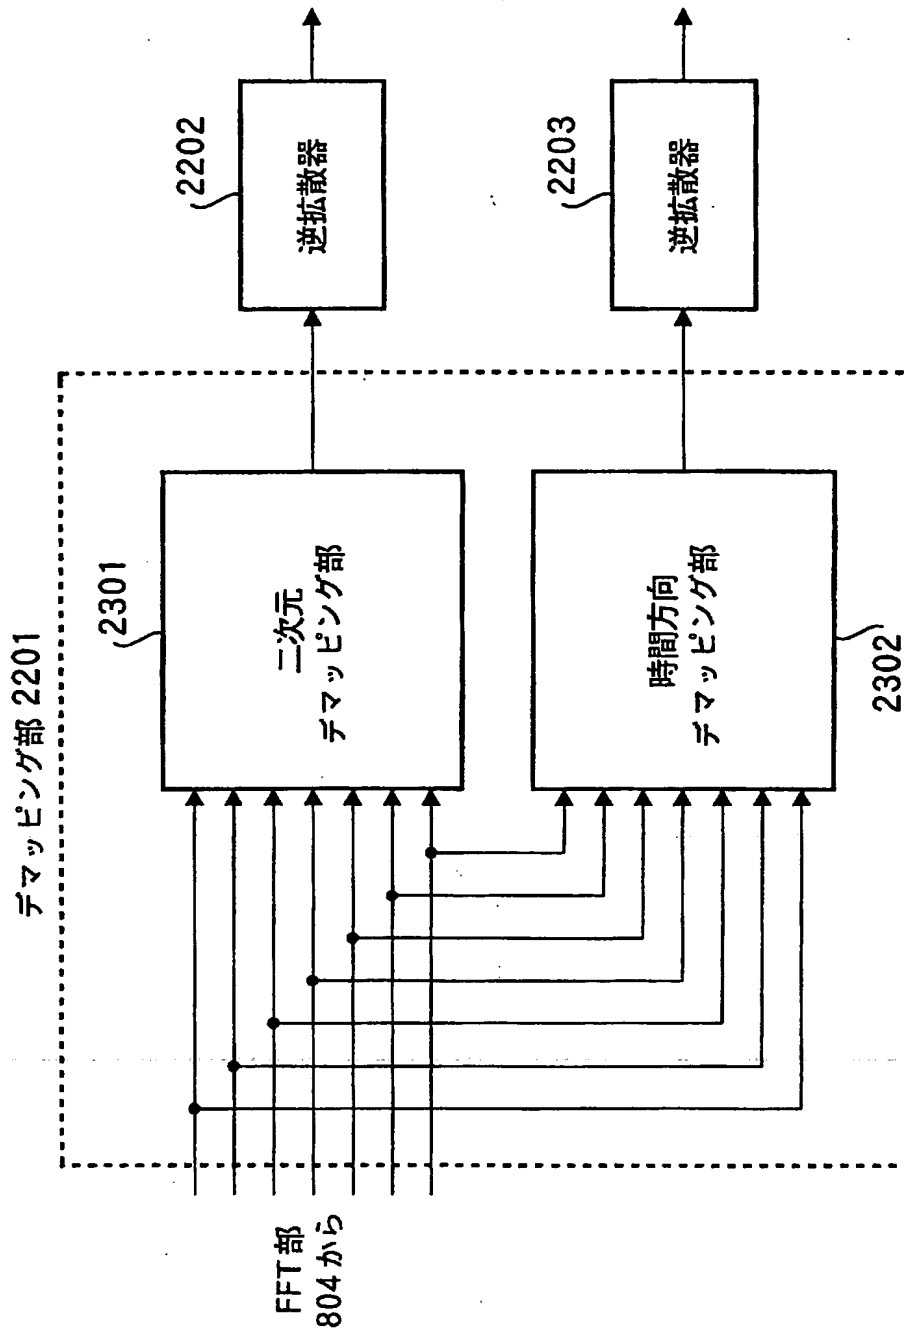 デマッピング部 2201
FFT部
804から
2301
二次元
デマッピング部
2302
時間方向
デマッピング部
2202
逆拡散器
2203
逆拡散器